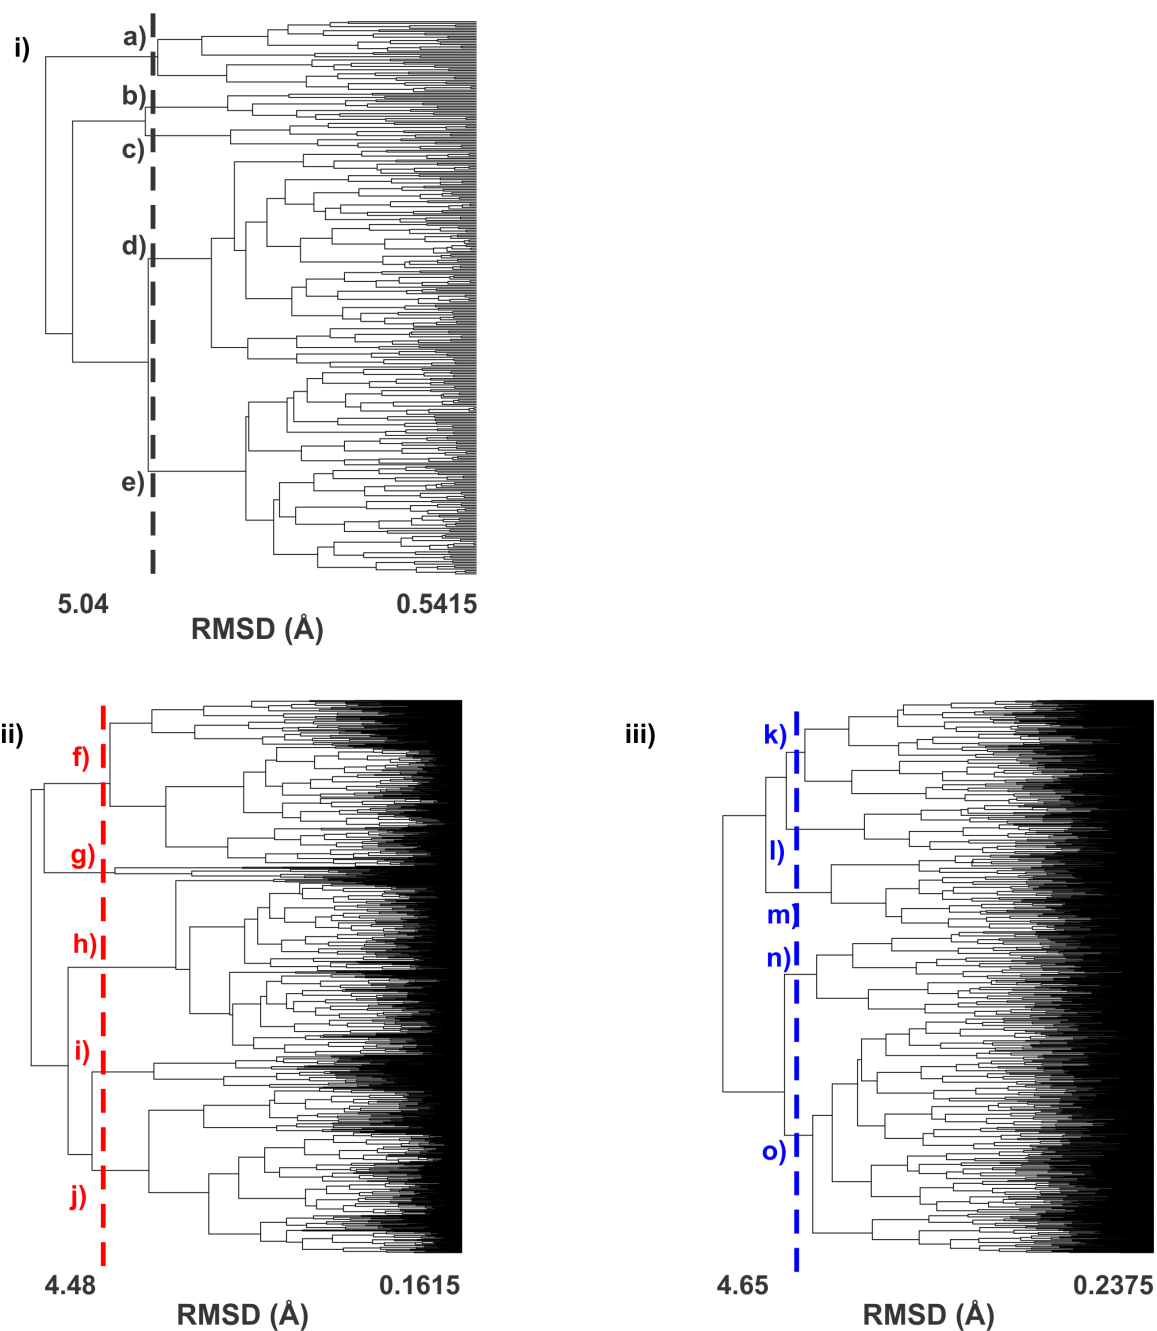 i)
a)
b)
c)
d)
e)
5.04 0.5415
RMSD (Å)
ii)
f)
g)
h)
i)
j)
4.48 0.1615
RMSD (Å)
iii)
k)
l)
m)
n)
o)
4.65 0.2375
RMSD (Å)